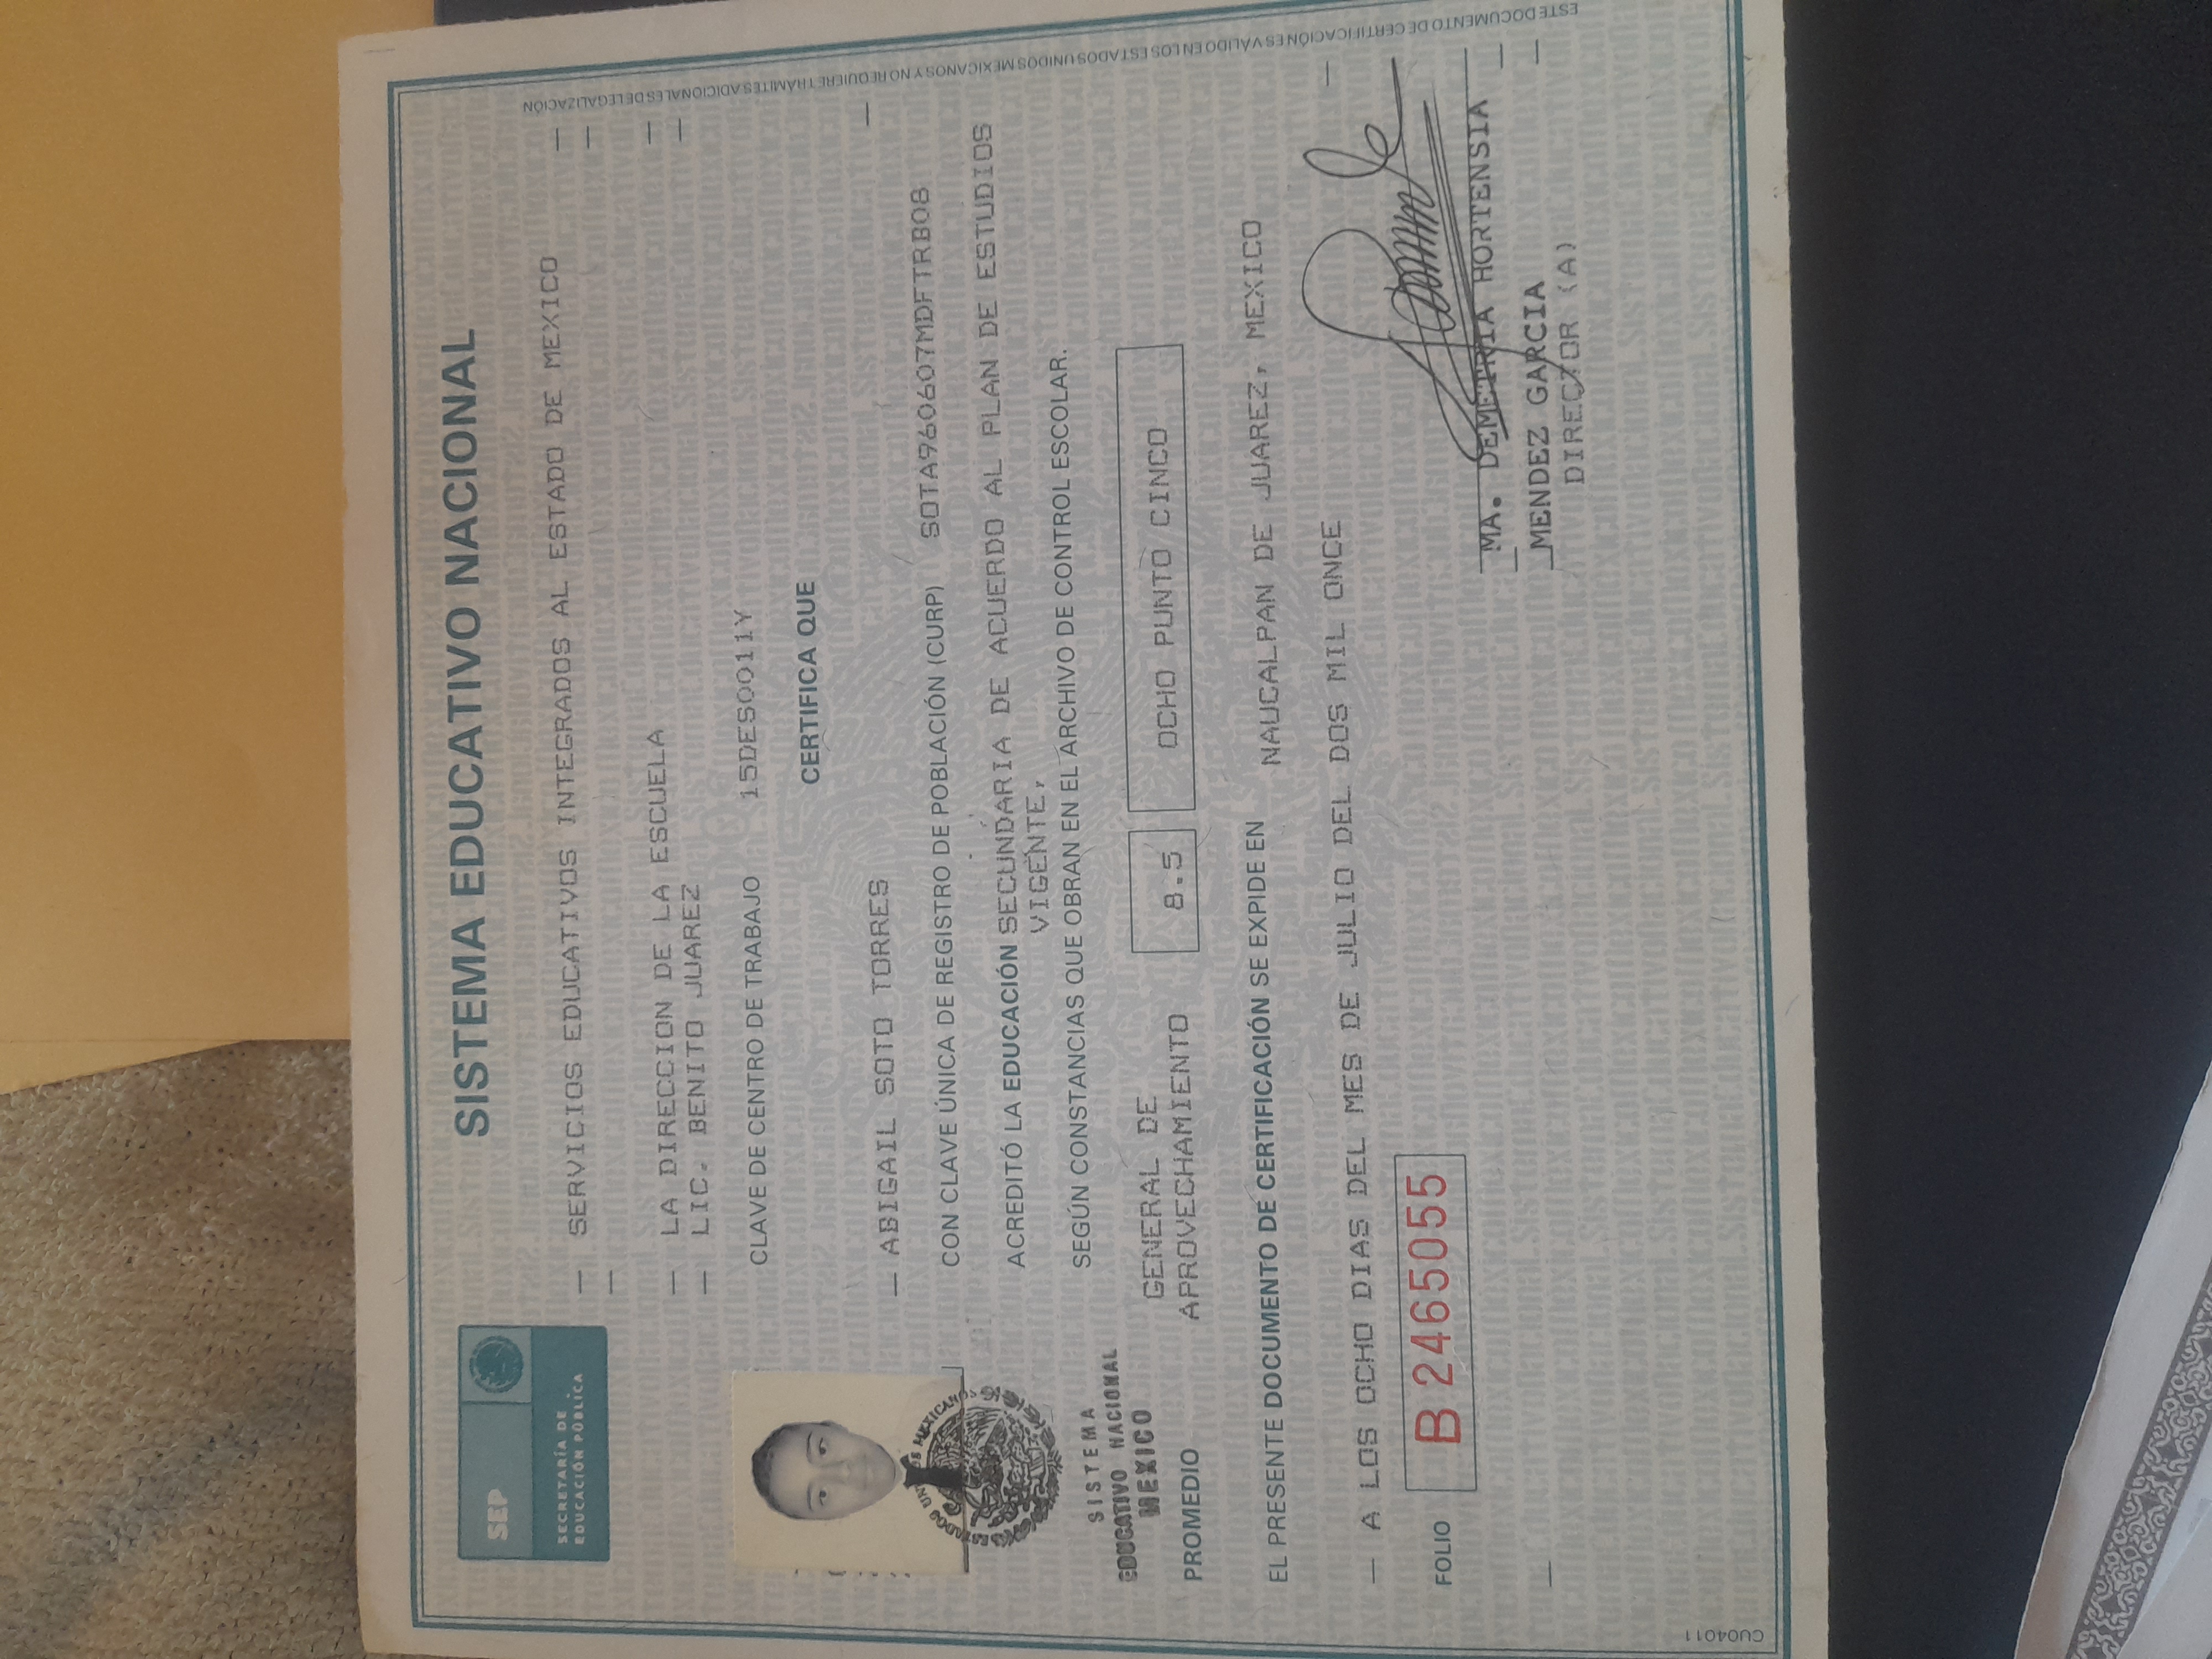 SEP
SECRETARÍA DE
EDUCACIÓN PÚBLICA
SISTEMA EDUCATIVO NACIONAL
— SERVICIOS EDUCATIVOS INTEGRADOS AL ESTADO DE MEXICO —
— —
— LA DIRECCION DE LA ESCUELA —
— LIC. BENITO JUAREZ —
CLAVE DE CENTRO DE TRABAJO 15DES0011Y
CERTIFICA QUE
— ABIGAIL SOTO TORRES —
CON CLAVE ÚNICA DE REGISTRO DE POBLACIÓN (CURP) SOTA960607MDFTRB08
ACREDITÓ LA EDUCACIÓN SECUNDARIA DE ACUERDO AL PLAN DE ESTUDIOS
VIGENTE,
SEGÚN CONSTANCIAS QUE OBRAN EN EL ARCHIVO DE CONTROL ESCOLAR.
SISTEMA
EDUCATIVO NACIONAL
MEXICO
GENERAL DE
PROMEDIO APROVECHAMIENTO 8.5 OCHO PUNTO CINCO
EL PRESENTE DOCUMENTO DE CERTIFICACIÓN SE EXPIDE EN NAUCALPAN DE JUAREZ, MEXICO
— A LOS OCHO DIAS DEL MES DE JULIO DEL DOS MIL ONCE —
FOLIO B 2465055
MA. DEMETRIA HORTENSIA
MENDEZ GARCIA
DIRECTOR (A)
ESTE DOCUMENTO DE CERTIFICACIÓN ES VÁLIDO EN LOS ESTADOS UNIDOS MEXICANOS Y NO REQUIERE TRÁMITES ADICIONALES DE LEGALIZACIÓN
CU04011